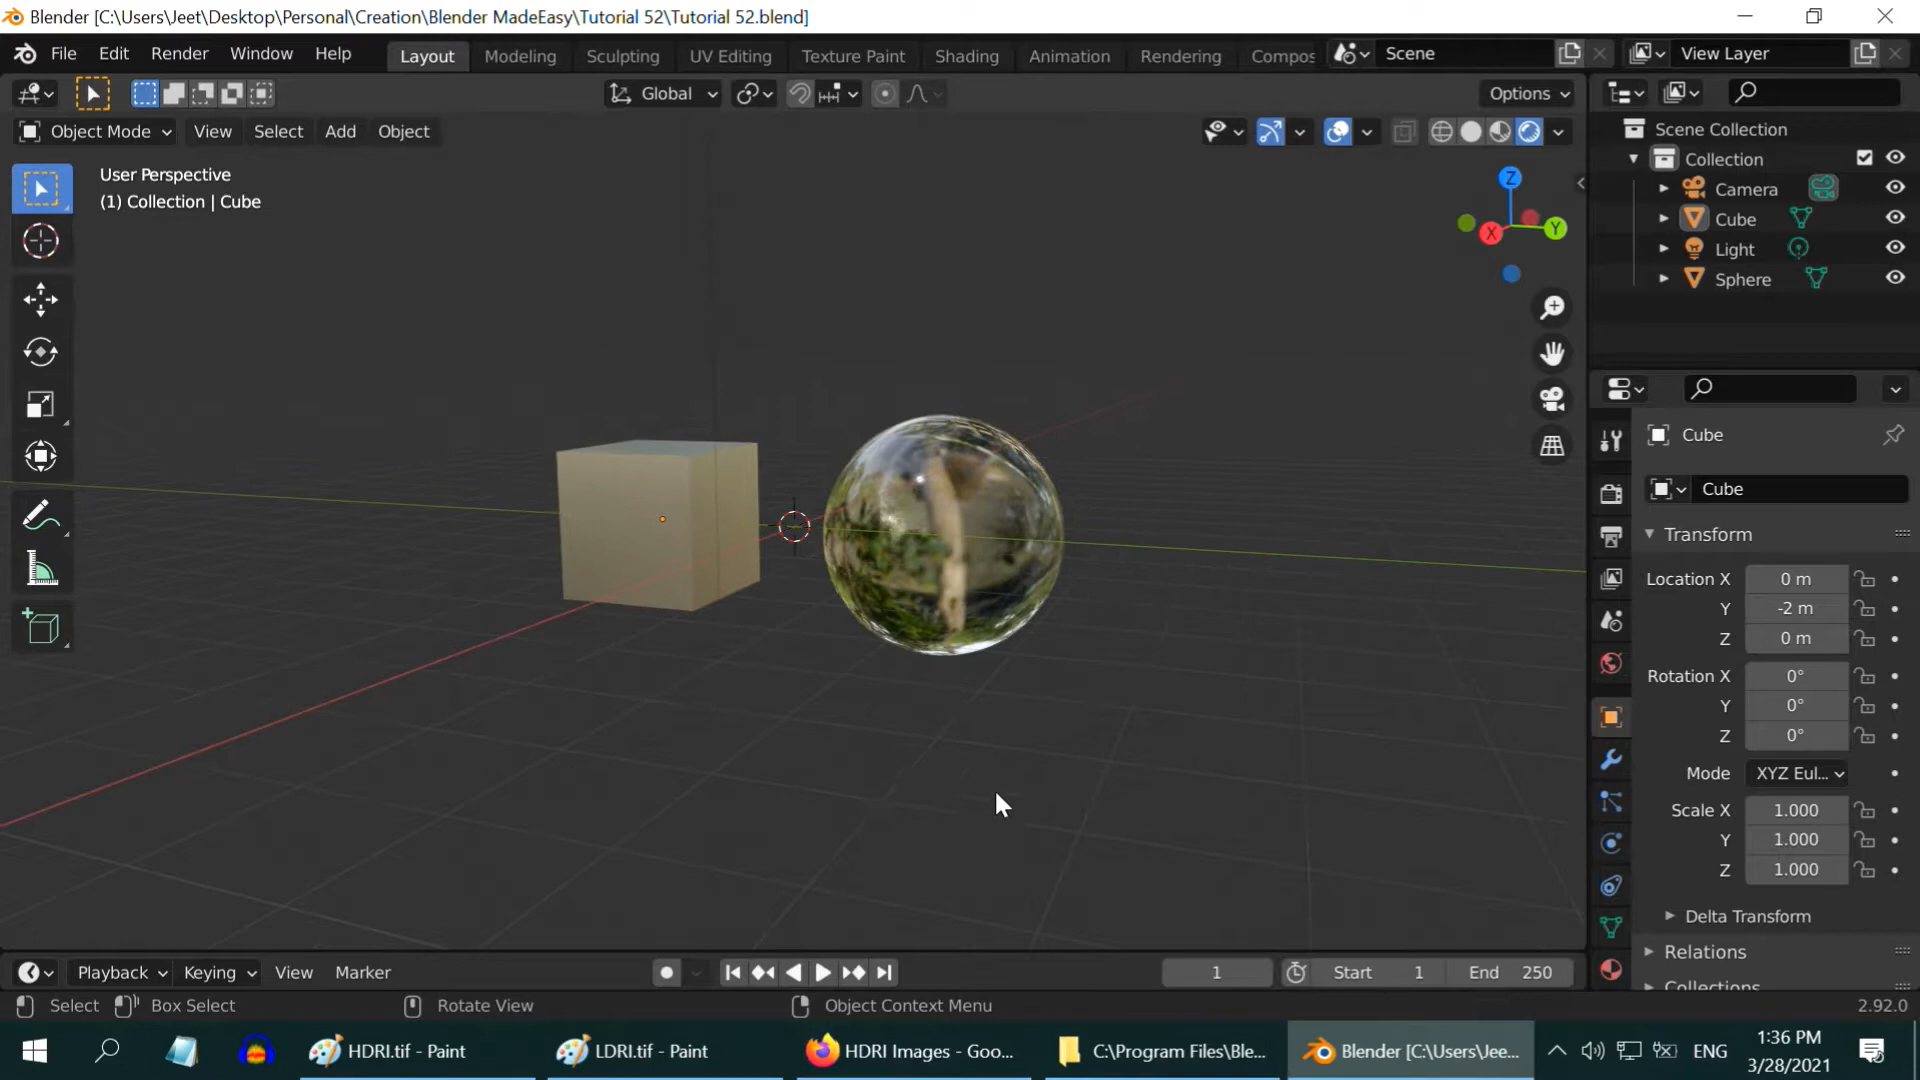 Blender [C:\Users\Jeet\Desktop\Personal\Creation\Blender MadeEasy\Tutorial 52\Tutorial 52.blend]
File Edit Render Window Help Layout Modeling Sculpting UV Editing Texture Paint Shading Animation Rendering Compos Scene View Layer
Global Options
Object Mode View Select Add Object
User Perspective
(1) Collection | Cube
Z
X
Y
Scene Collection
Collection
Camera
Cube
Light
Sphere
Cube
Cube
Transform
Location X 0 m
Y -2 m
Z 0 m
Rotation X 0°
Y 0°
Z 0°
Mode XYZ Eul...
Scale X 1.000
Y 1.000
Z 1.000
Delta Transform
Relations
Collections
Playback Keying View Marker 1 Start 1 End 250
Select Box Select Rotate View Object Context Menu 2.92.0
HDRI.tif - Paint LDRI.tif - Paint HDRI Images - Goo... C:\Program Files\Ble... Blender [C:\Users\Jee... ENG
1:36 PM
3/28/2021